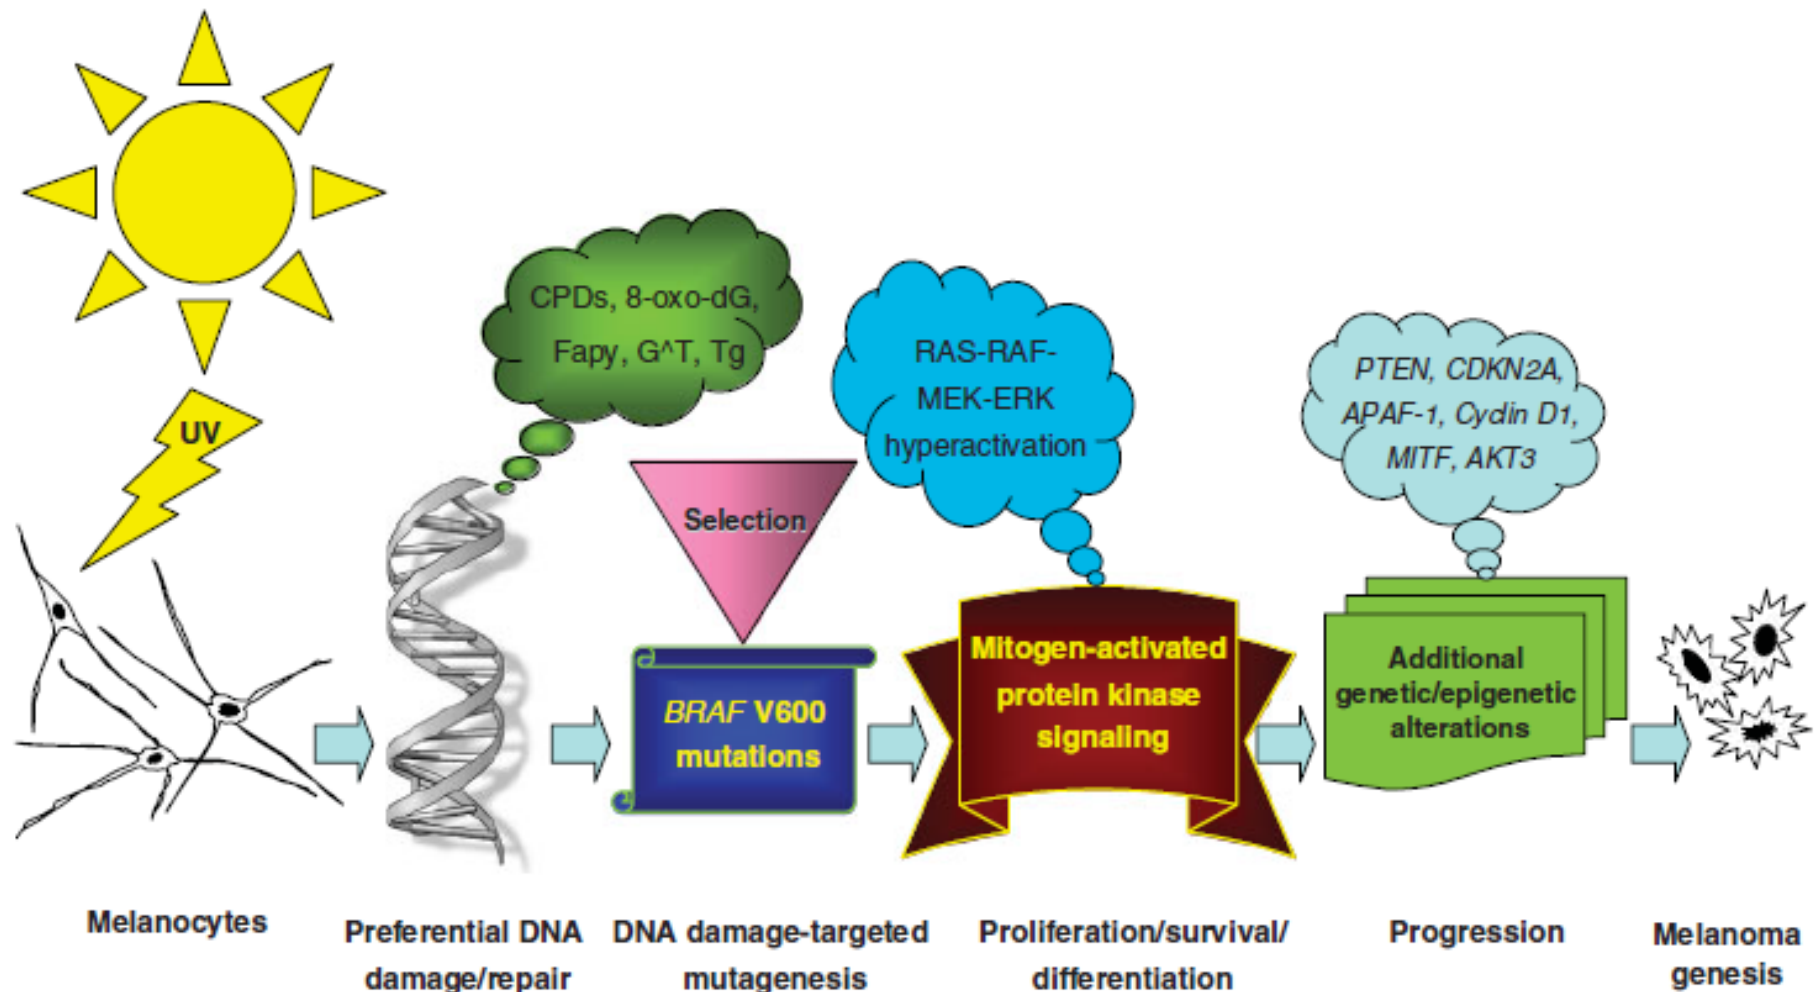 UV
CPDs, 8-oxo-dG,
Fapy, G^T, Tg
Selection
BRAF V600
mutations
RAS-RAF-
MEK-ERK
hyperactivation
Mitogen-activated
protein kinase
signaling
PTEN, CDKN2A,
APAF-1, Cyclin D1,
MITF, AKT3
Additional
genetic/epigenetic
alterations
Melanocytes
Preferential DNA
damage/repair
DNA damage-targeted
mutagenesis
Proliferation/survival/
differentiation
Progression
Melanoma
genesis